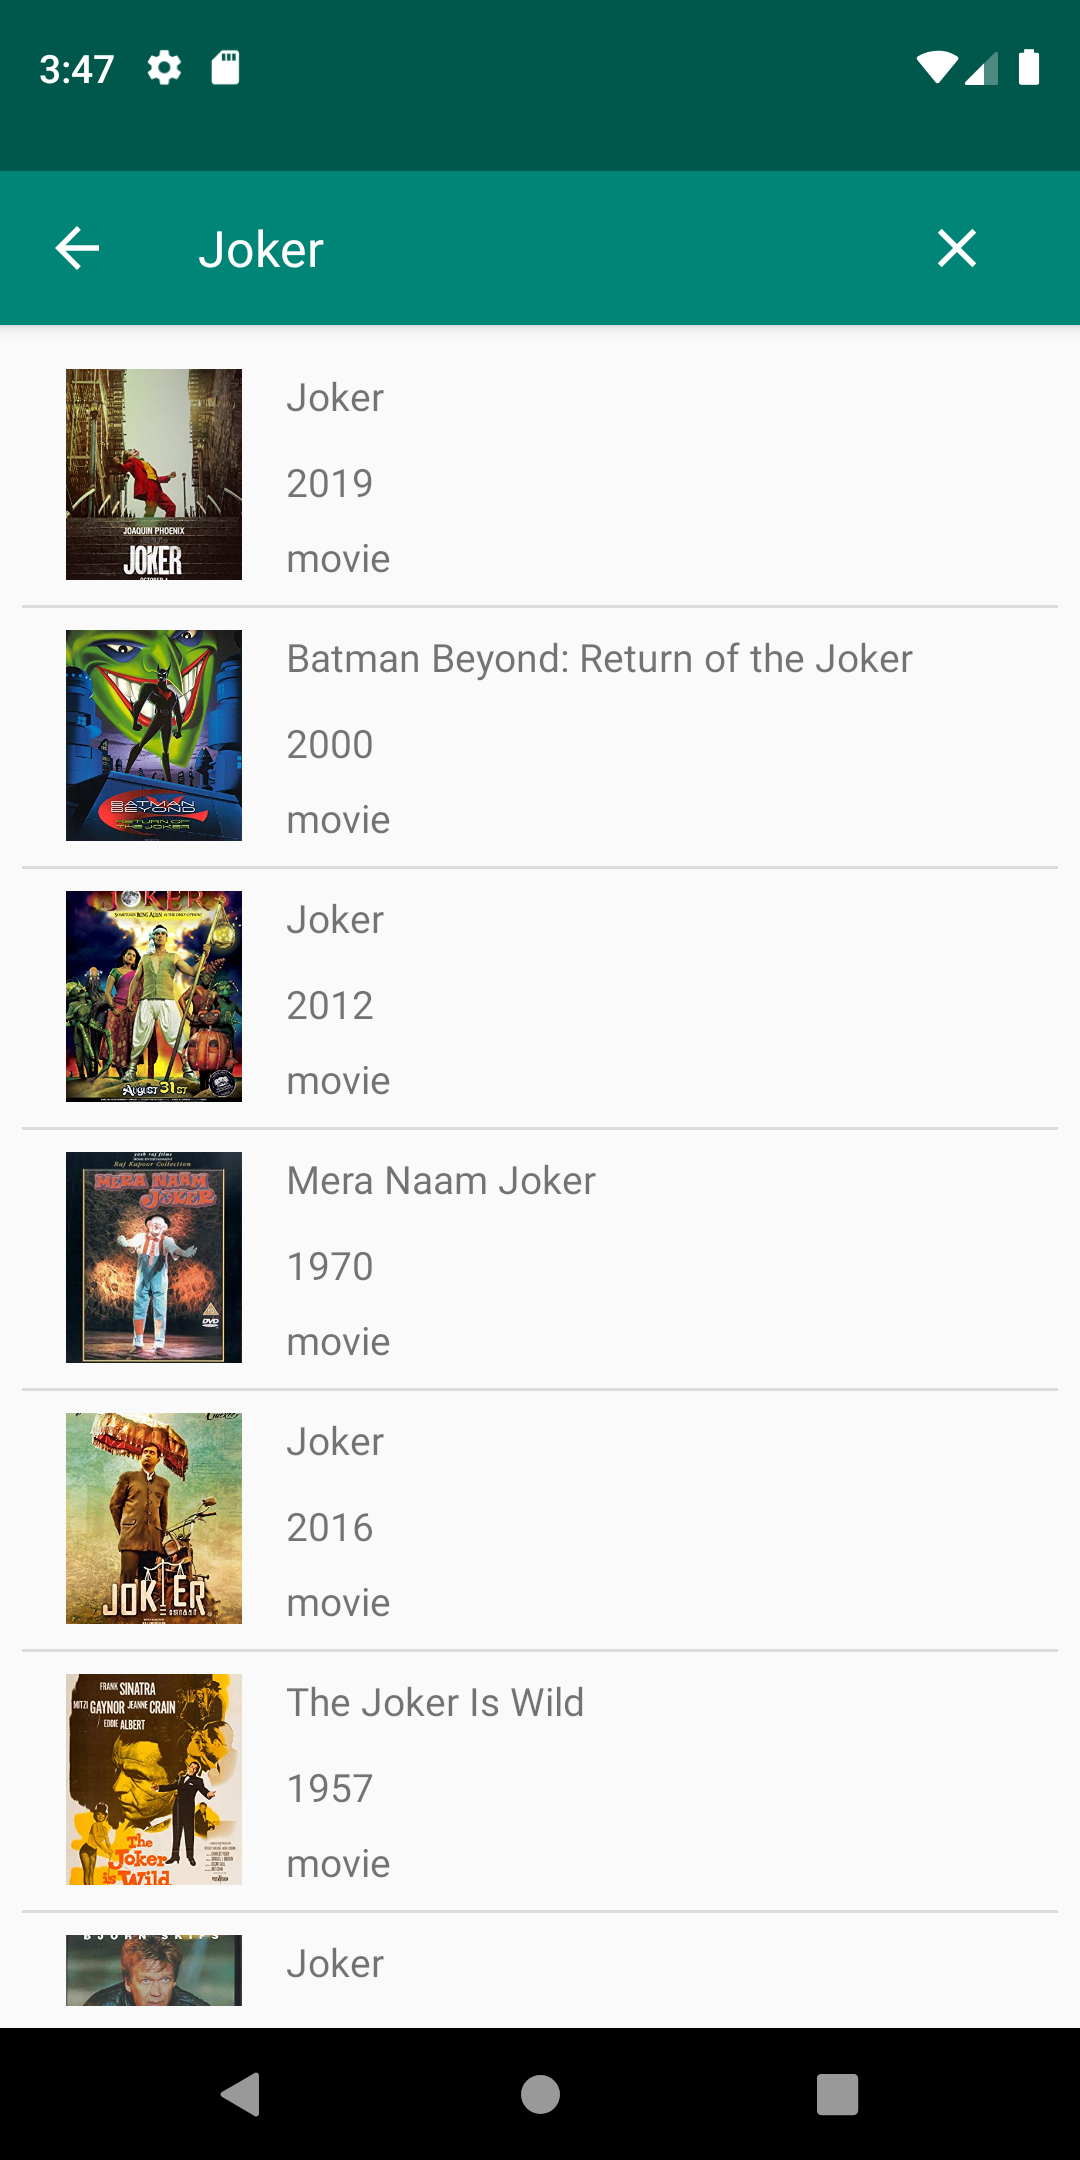 3:47
Joker
JOAQUIN PHOENIX
JOKER
Joker
2019
movie
BATMAN
BEYOND
RETURN OF
THE JOKER
Batman Beyond: Return of the Joker
2000
movie
JOKER
AUGUST 31ST
Joker
2012
movie
Raj Kapoor Collection
MERA NAAM
JOKER
DVD
Mera Naam Joker
1970
movie
JOKER
Joker
2016
movie
FRANK SINATRA
MITZI GAYNOR JEANNE CRAIN
EDDIE ALBERT
The
Joker
is Wild
The Joker Is Wild
1957
movie
BJORN SKIFS
Joker